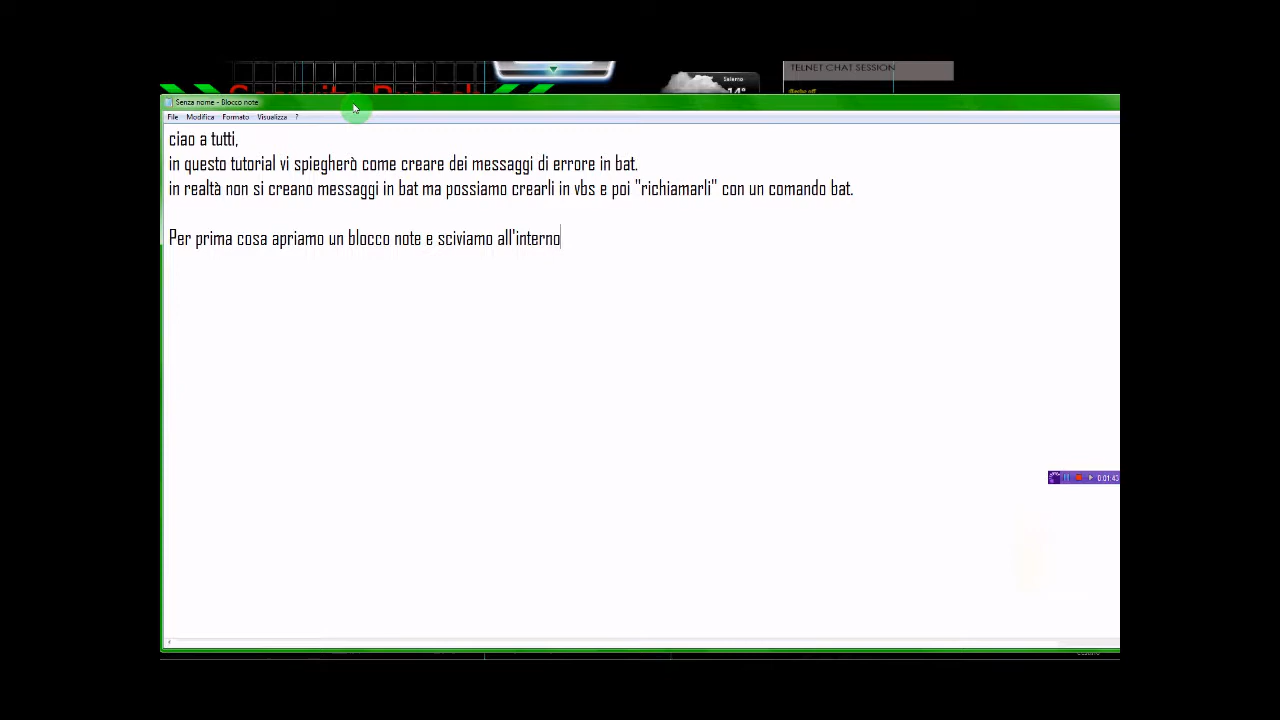 TELNET CHAT SESSION
Salerno
14°
Senza nome - Blocco note
File Modifica Formato Visualizza ?
ciao a tutti,
in questo tutorial vi spiegherò come creare dei messaggi di errore in bat.
in realtà non si creano messaggi in bat ma possiamo crearli in vbs e poi "richiamarli" con un comando bat.
Per prima cosa apriamo un blocco note e sciviamo all'interno
0:01:43